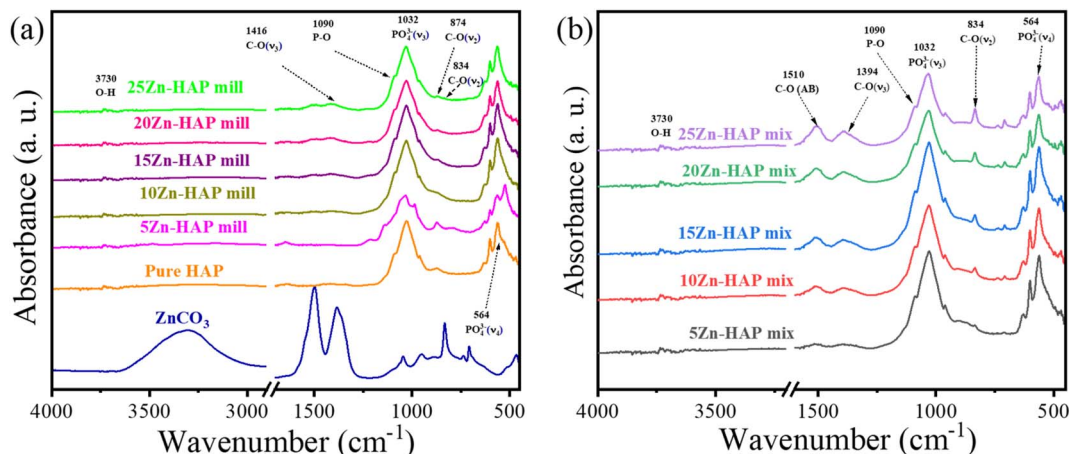 (a)
1416
C-O(ν₃)
1090
P-O
1032
PO₄³⁻(ν₃)
874
C-O(ν₂)
834
C-O(ν₂)
3730
O-H
25Zn-HAP mill
20Zn-HAP mill
15Zn-HAP mill
10Zn-HAP mill
5Zn-HAP mill
Pure HAP
564
PO₄³⁻(ν₄)
ZnCO₃
Absorbance (a. u.)
4000 3500 3000 1500 1000 500
Wavenumber (cm⁻¹)
(b)
1510
C-O (AB)
1394
C-O(ν₃)
1090
P-O
1032
PO₄³⁻(ν₃)
834
C-O(ν₂)
564
PO₄³⁻(ν₄)
3730
O-H
25Zn-HAP mix
20Zn-HAP mix
15Zn-HAP mix
10Zn-HAP mix
5Zn-HAP mix
Absorbance (a. u.)
4000 3500 1500 1000 500
Wavenumber (cm⁻¹)